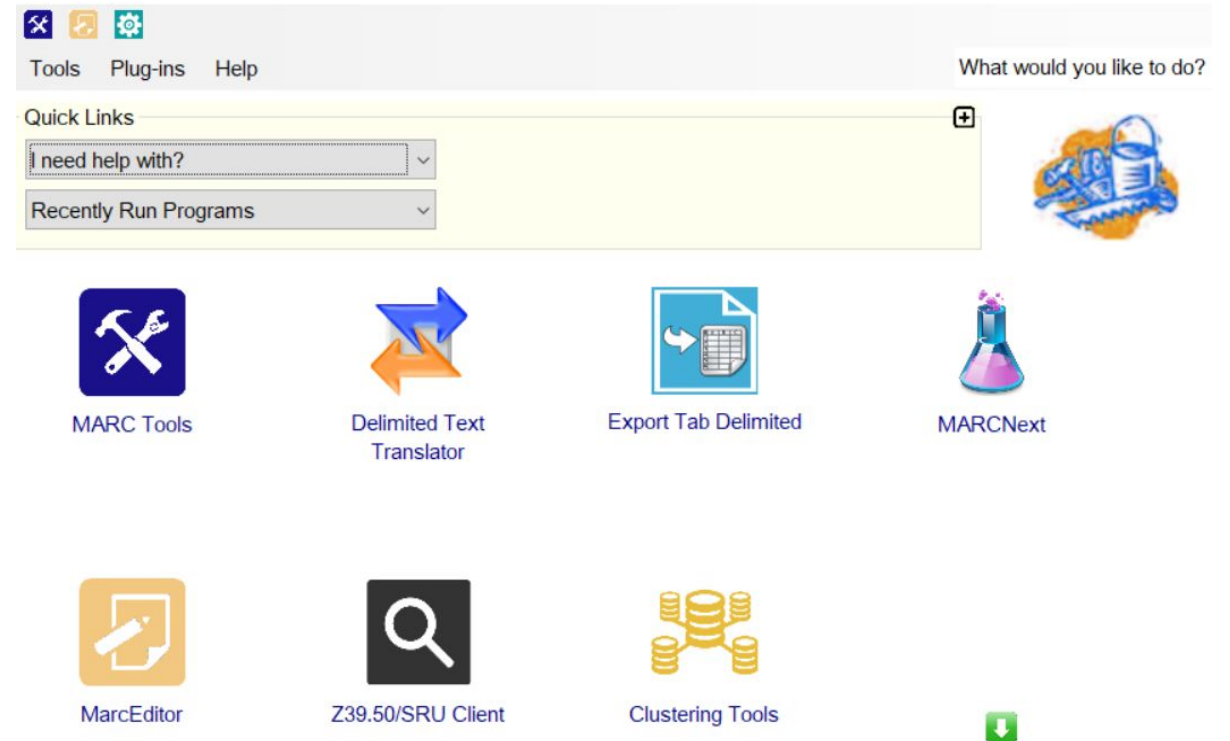 Tools Plug-ins Help
What would you like to do?
Quick Links
I need help with?
Recently Run Programs
MARC Tools
Delimited Text
Translator
Export Tab Delimited
MARCNext
MarcEditor
Z39.50/SRU Client
Clustering Tools